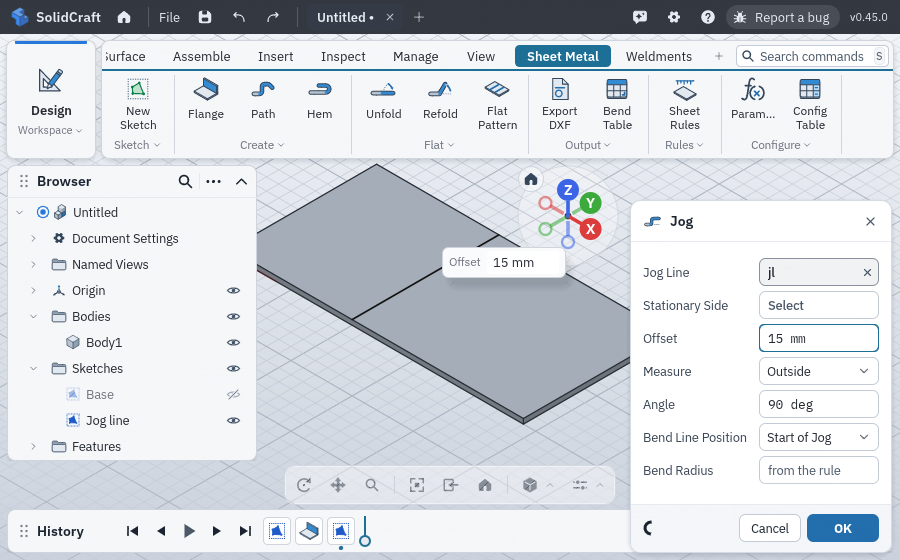 SolidCraft
File
Untitled •
Report a bug
v0.45.0
Design
Workspace
Surface
Assemble
Insert
Inspect
Manage
View
Sheet Metal
Weldments
Search commands
S
New Sketch
Flange
Path
Hem
Unfold
Refold
Flat Pattern
Export DXF
Bend Table
Sheet Rules
Param...
Config Table
Sketch
Create
Flat
Output
Rules
Configure
Browser
Untitled
Document Settings
Named Views
Origin
Bodies
Body1
Sketches
Base
Jog line
Features
Z
Y
X
Offset 15 mm
Jog
Jog Line jl
Stationary Side Select
Offset 15 mm
Measure Outside
Angle 90 deg
Bend Line Position Start of Jog
Bend Radius from the rule
Cancel
OK
History